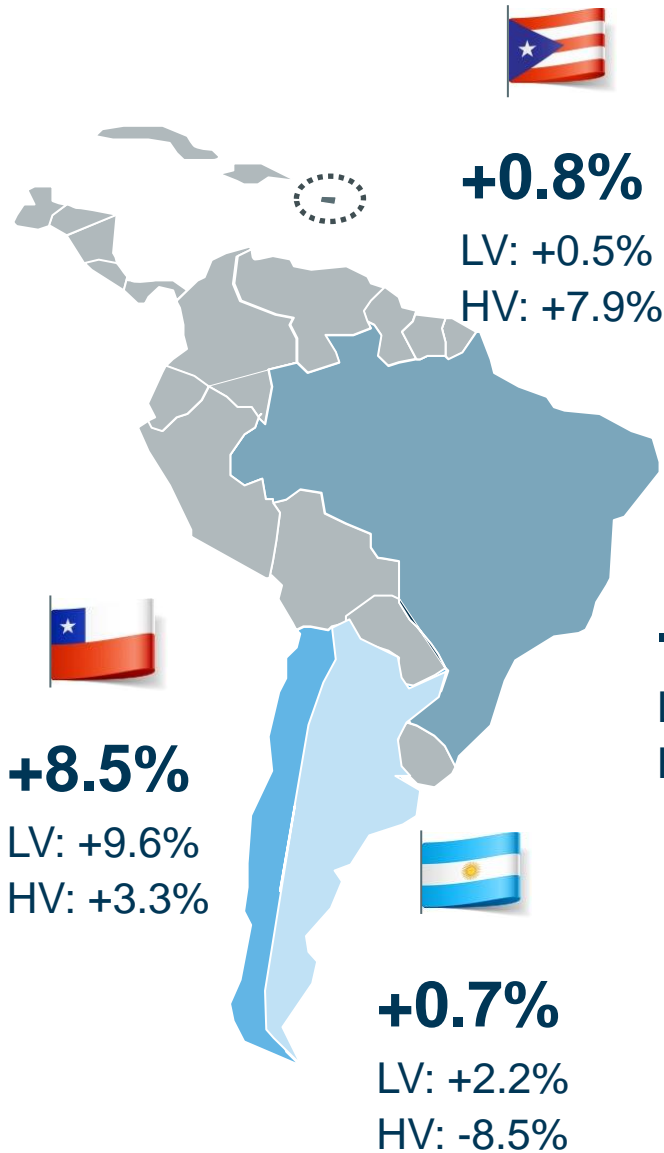 +0.8%
LV: +0.5%
HV: +7.9%
+8.5%
LV: +9.6%
HV: +3.3%
+0.7%
LV: +2.2%
HV: -8.5%